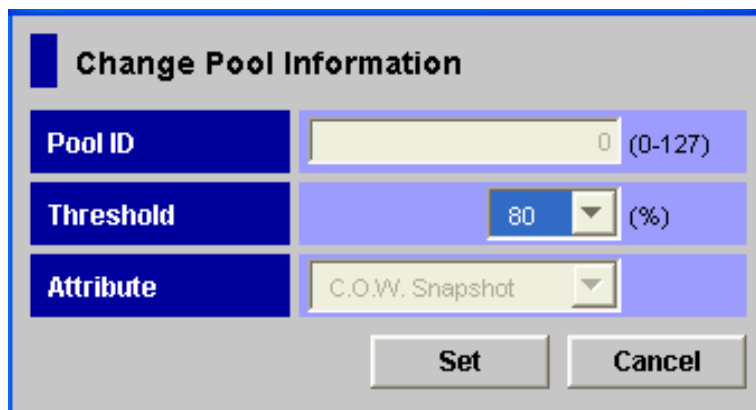 Change Pool Information
Pool ID 0 (0-127)
Threshold 80 (%)
Attribute C.O.W. Snapshot
Set Cancel